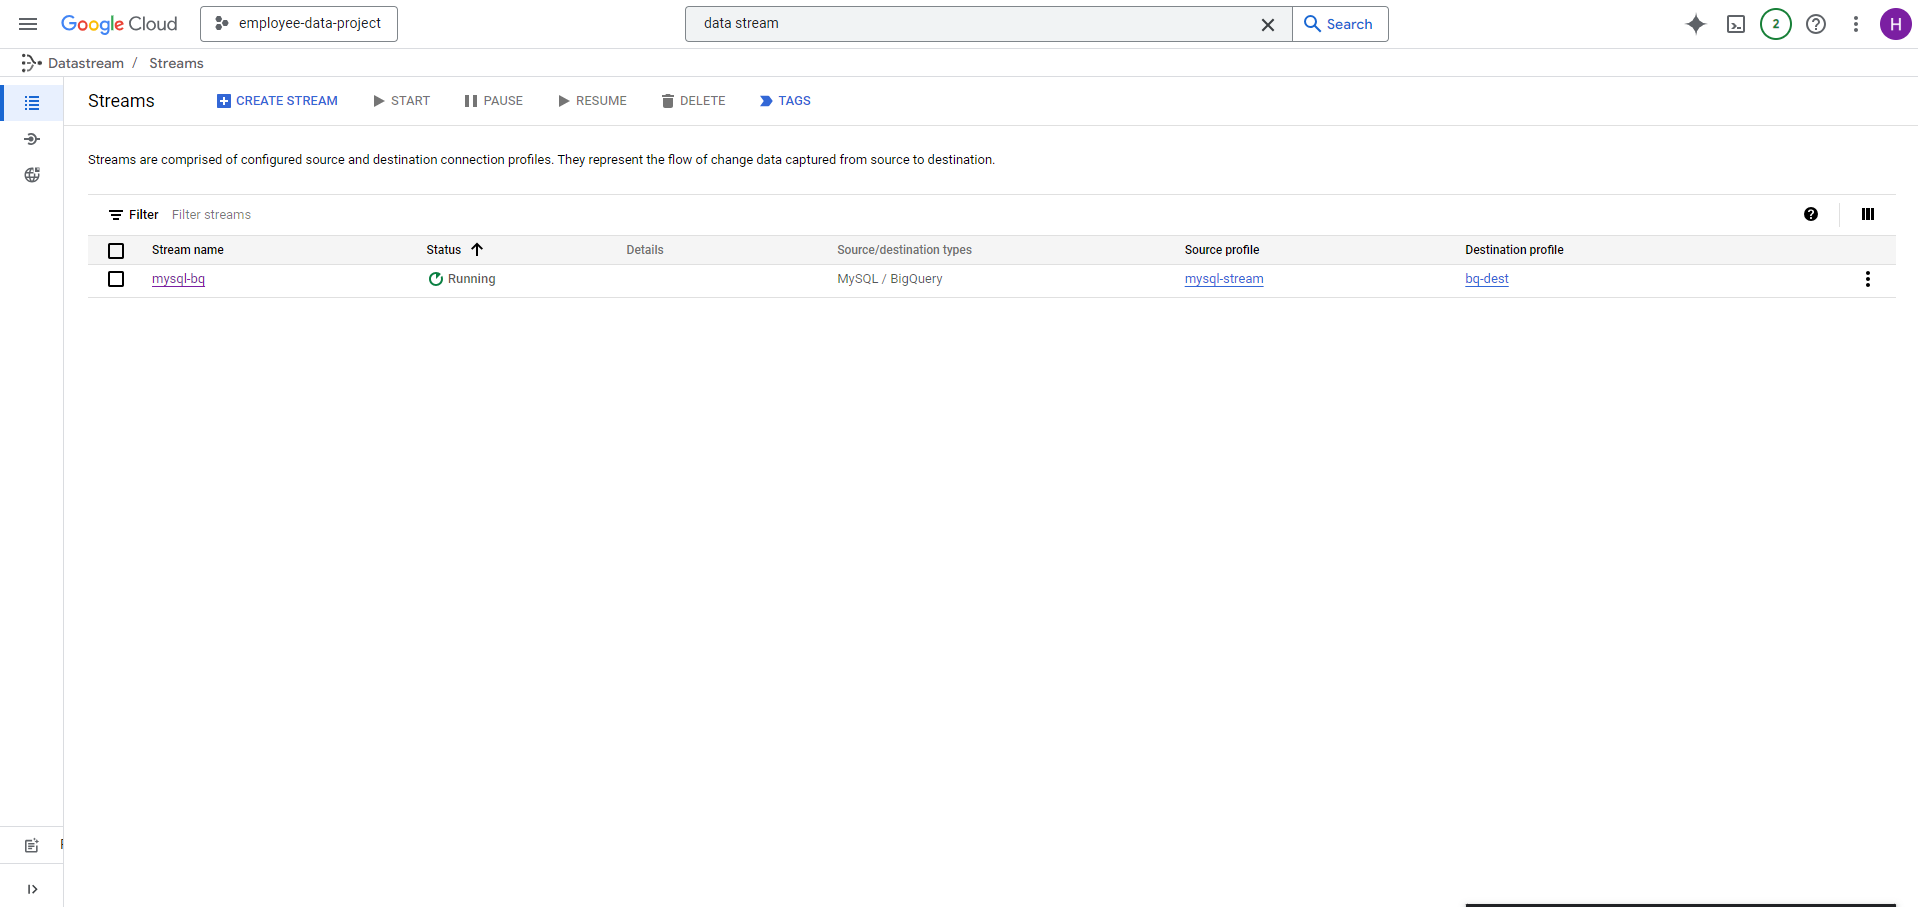 Google Cloud employee-data-project data stream Search 2 H
Datastream / Streams
Streams CREATE STREAM START PAUSE RESUME DELETE TAGS
Streams are comprised of configured source and destination connection profiles. They represent the flow of change data captured from source to destination.
Filter Filter streams
Stream name Status Details Source/destination types Source profile Destination profile
mysql-bq Running MySQL / BigQuery mysql-stream bq-dest